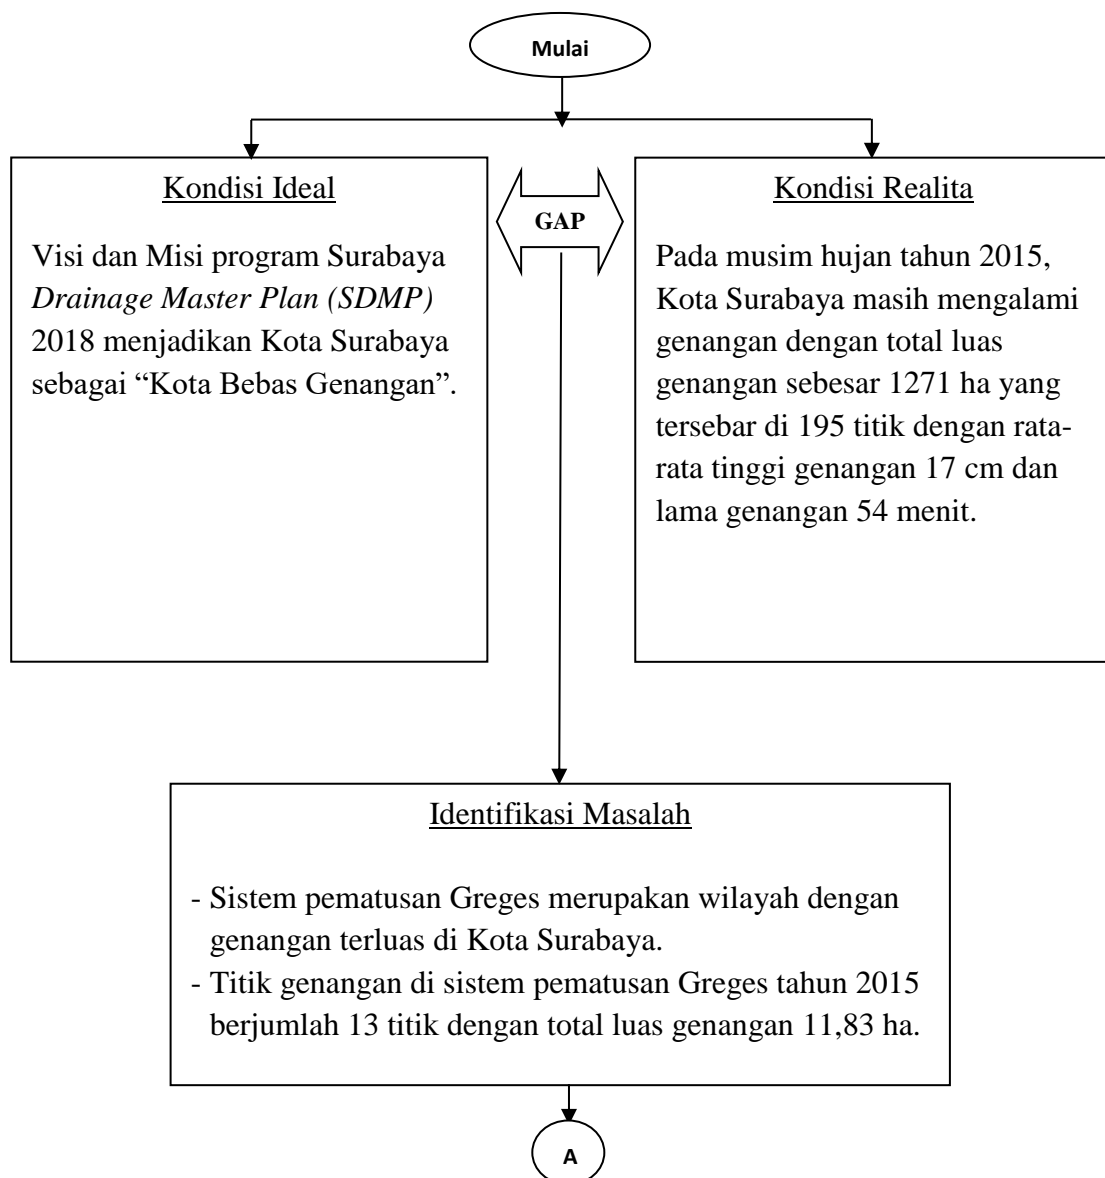 Mulai
Kondisi Ideal
Visi dan Misi program Surabaya
Drainage Master Plan (SDMP)
2018 menjadikan Kota Surabaya
sebagai “Kota Bebas Genangan”.
GAP
Kondisi Realita
Pada musim hujan tahun 2015,
Kota Surabaya masih mengalami
genangan dengan total luas
genangan sebesar 1271 ha yang
tersebar di 195 titik dengan rata-
rata tinggi genangan 17 cm dan
lama genangan 54 menit.
Identifikasi Masalah
- Sistem pematusan Greges merupakan wilayah dengan
genangan terluas di Kota Surabaya.
- Titik genangan di sistem pematusan Greges tahun 2015
berjumlah 13 titik dengan total luas genangan 11,83 ha.
A